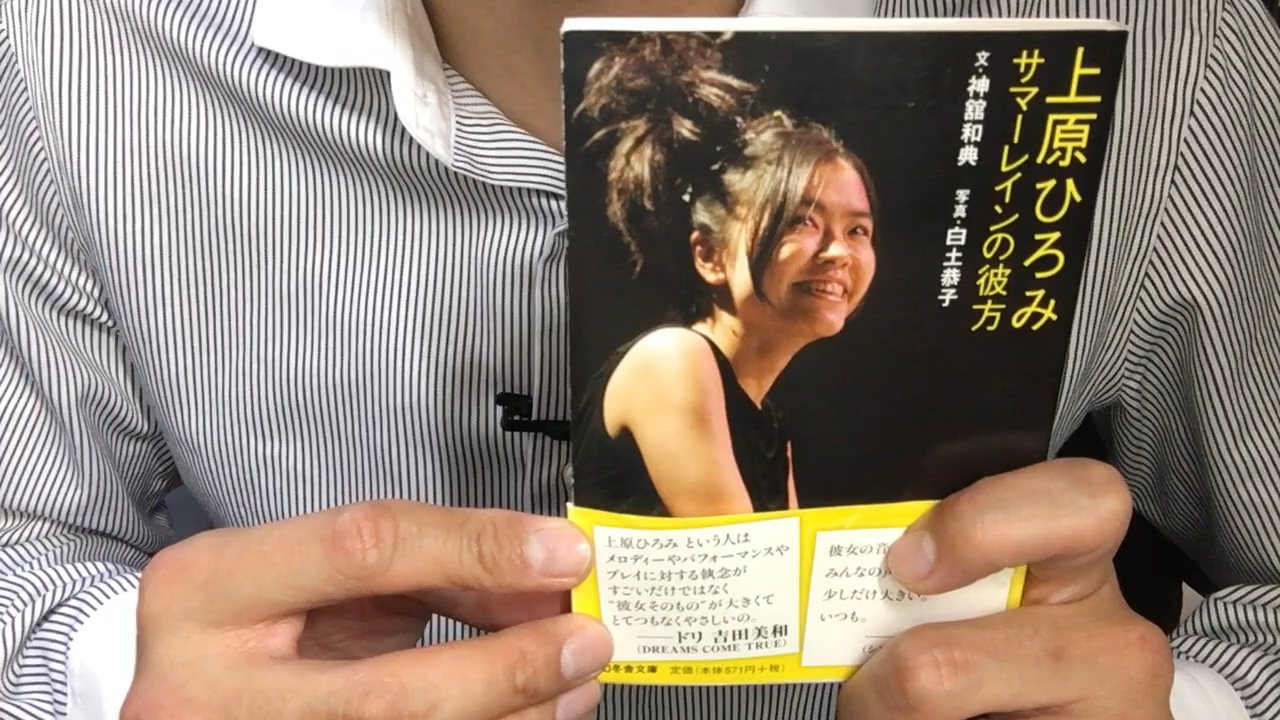 上原ひろみ
サマーレインの彼方
文・神舘和典
写真・白土恭子
上原ひろみ という人は
メロディーやパフォーマンスや
プレイに対する執念が
すごいだけではなく
"彼女そのもの"が大きくて
とてつもなくやさしいの。
──ドリ 吉田美和
(DREAMS COME TRUE)
彼女の音
みんなの
少しだけ大きい。
いつも。
冬舎文庫 定価(本体571円+税)